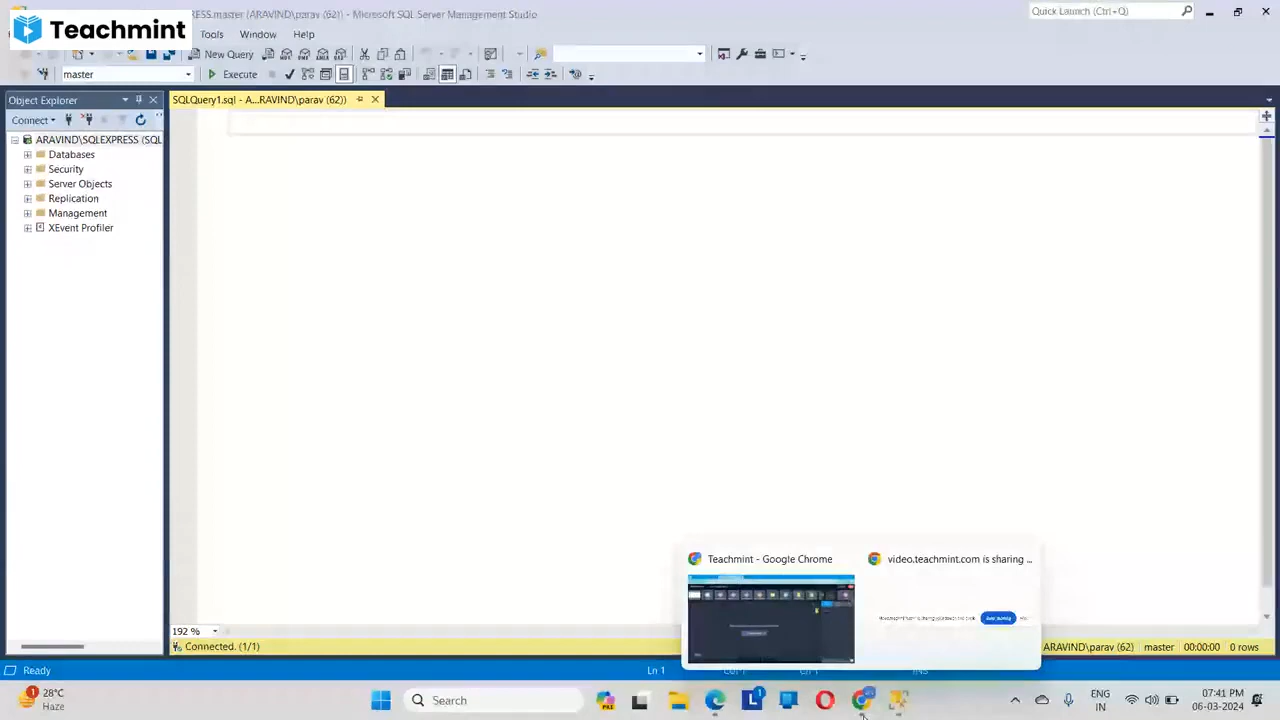 Teachmint
RESS.master (ARAVIND\parav (62)) - Microsoft SQL Server Management Studio
Quick Launch (Ctrl+Q)
Tools Window Help
New Query
master
Execute
Object Explorer
SQLQuery1.sql - A...RAVIND\parav (62))
Connect
ARAVIND\SQLEXPRESS (SQL
Databases
Security
Server Objects
Replication
Management
XEvent Profiler
Teachmint - Google Chrome
video.teachmint.com is sharing ...
192 %
Connected. (1/1)
ARAVIND\parav (62) master 00:00:00 0 rows
Ready
Ln 1
INS
28°C
Haze
Search
ENG
IN
07:41 PM
06-03-2024